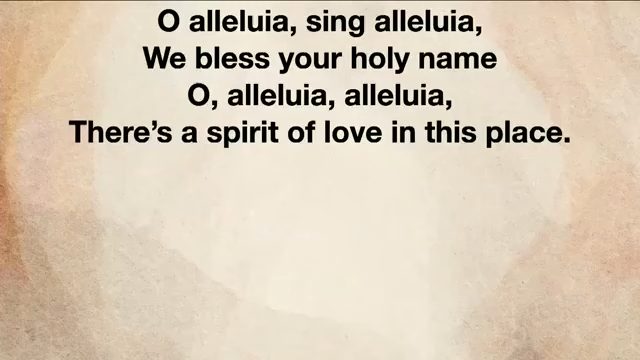 O alleluia, sing alleluia,
We bless your holy name
O, alleluia, alleluia,
There’s a spirit of love in this place.